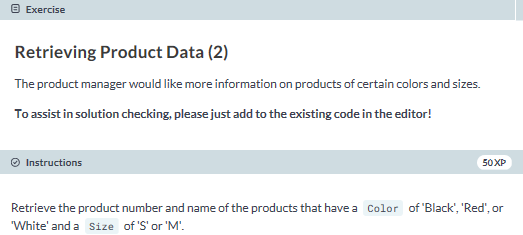 Exercise
Retrieving Product Data (2)
The product manager would like more information on products of certain colors and sizes.
To assist in solution checking, please just add to the existing code in the editor!
Instructions
50 XP
Retrieve the product number and name of the products that have a Color of 'Black', 'Red', or
'White' and a Size of 'S' or 'M'.